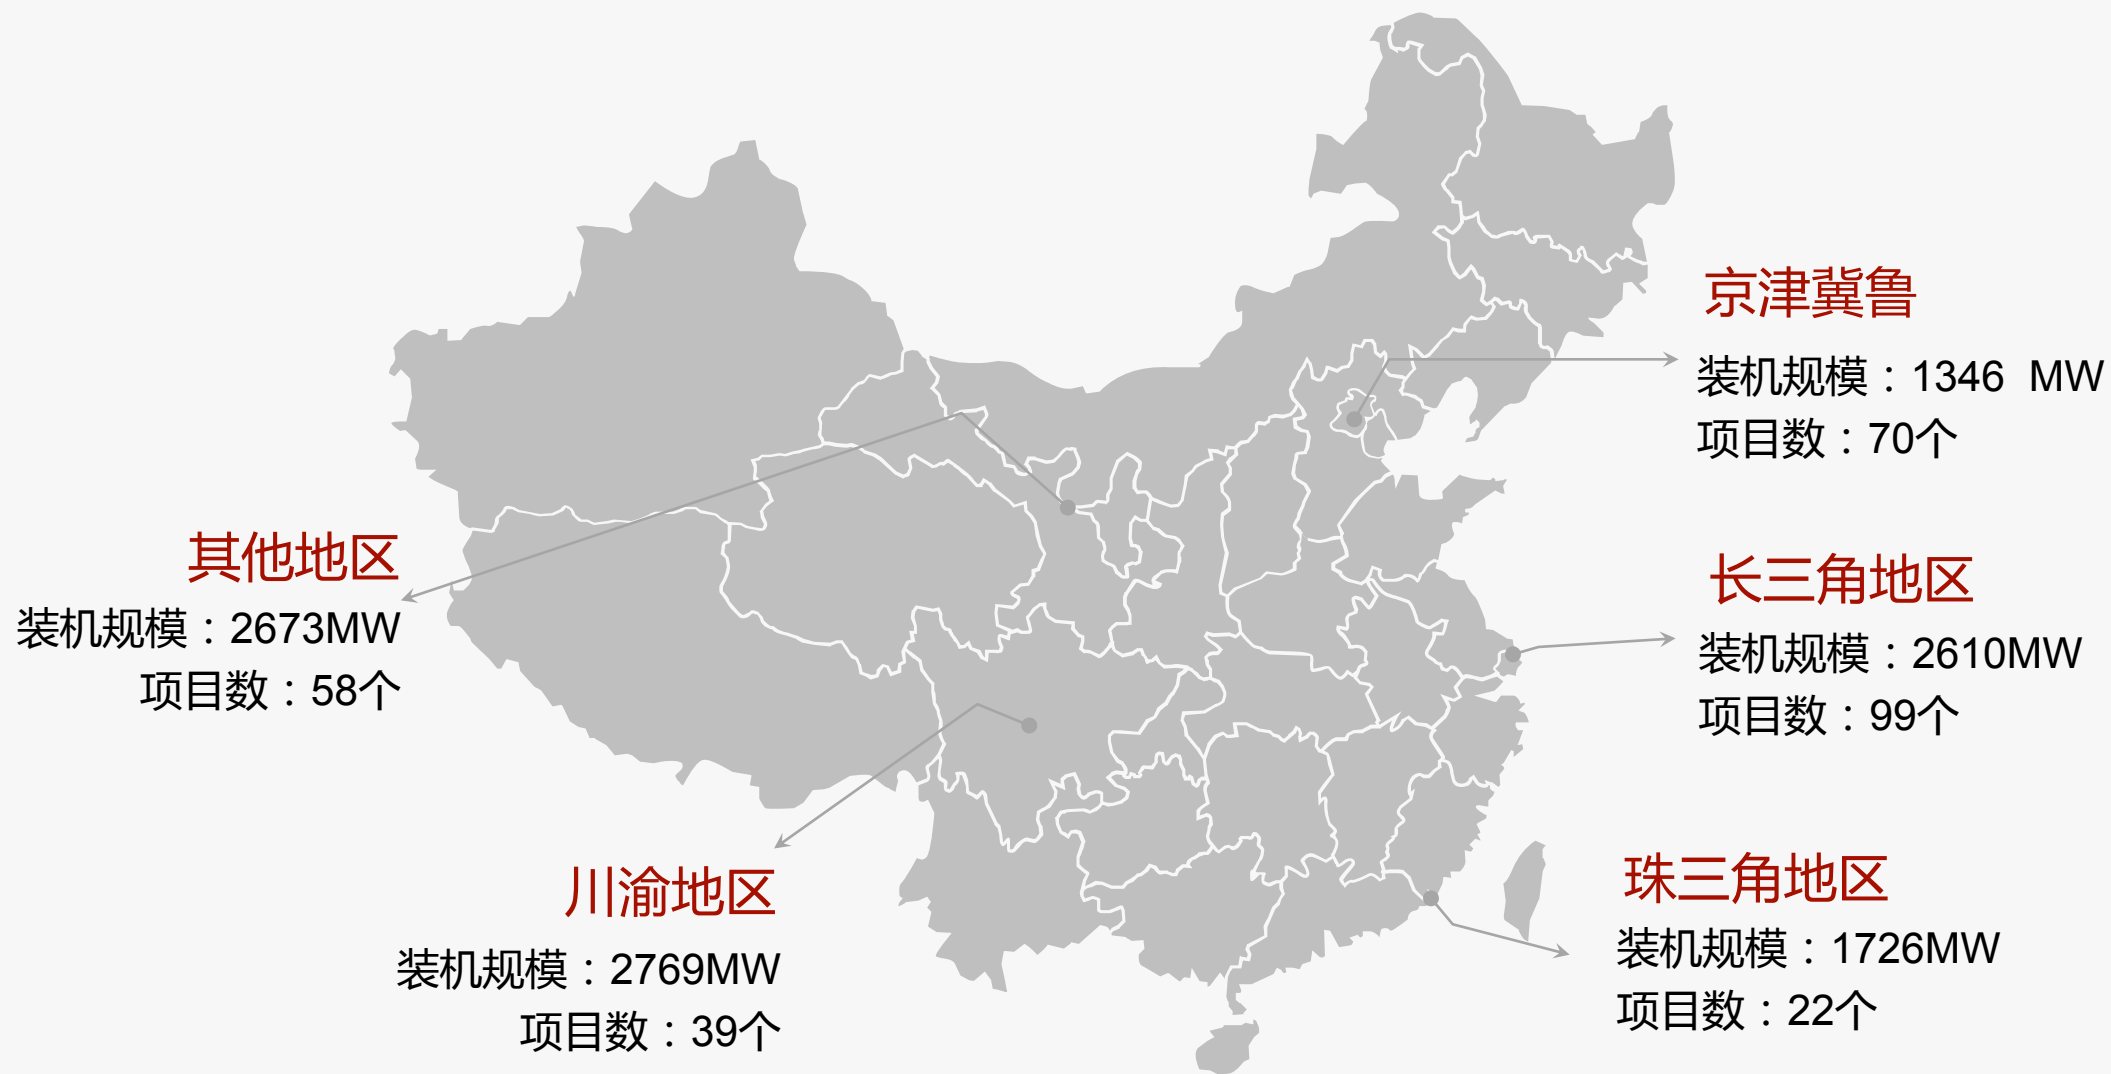 京津冀鲁
装机规模：1346 MW
项目数：70个
其他地区
装机规模：2673MW
项目数：58个
长三角地区
装机规模：2610MW
项目数：99个
川渝地区
装机规模：2769MW
项目数：39个
珠三角地区
装机规模：1726MW
项目数：22个